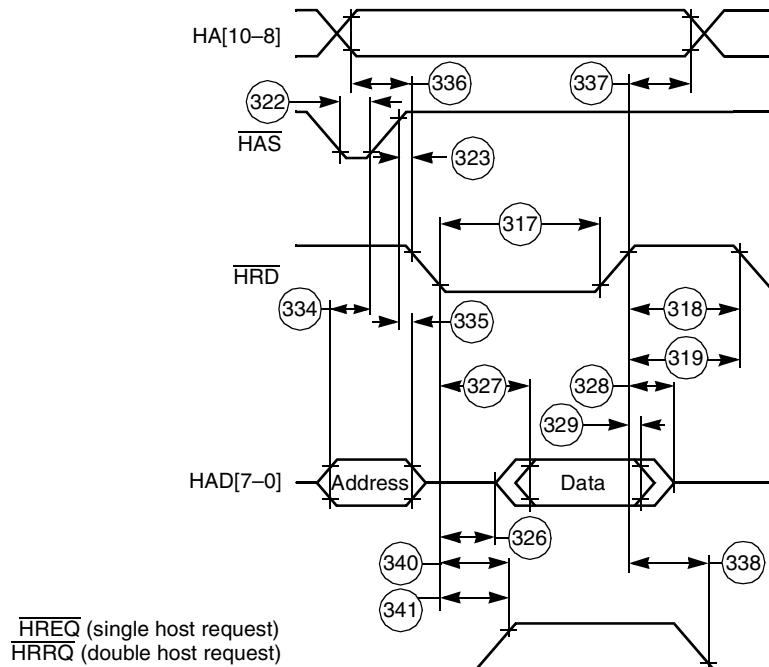 HA[10–8]
336
337
322
HAS
323
317
HRD
334
335
318
319
327
328
329
HAD[7–0]
Address
Data
326
340
338
341
HREQ (single host request)
HRRQ (double host request)